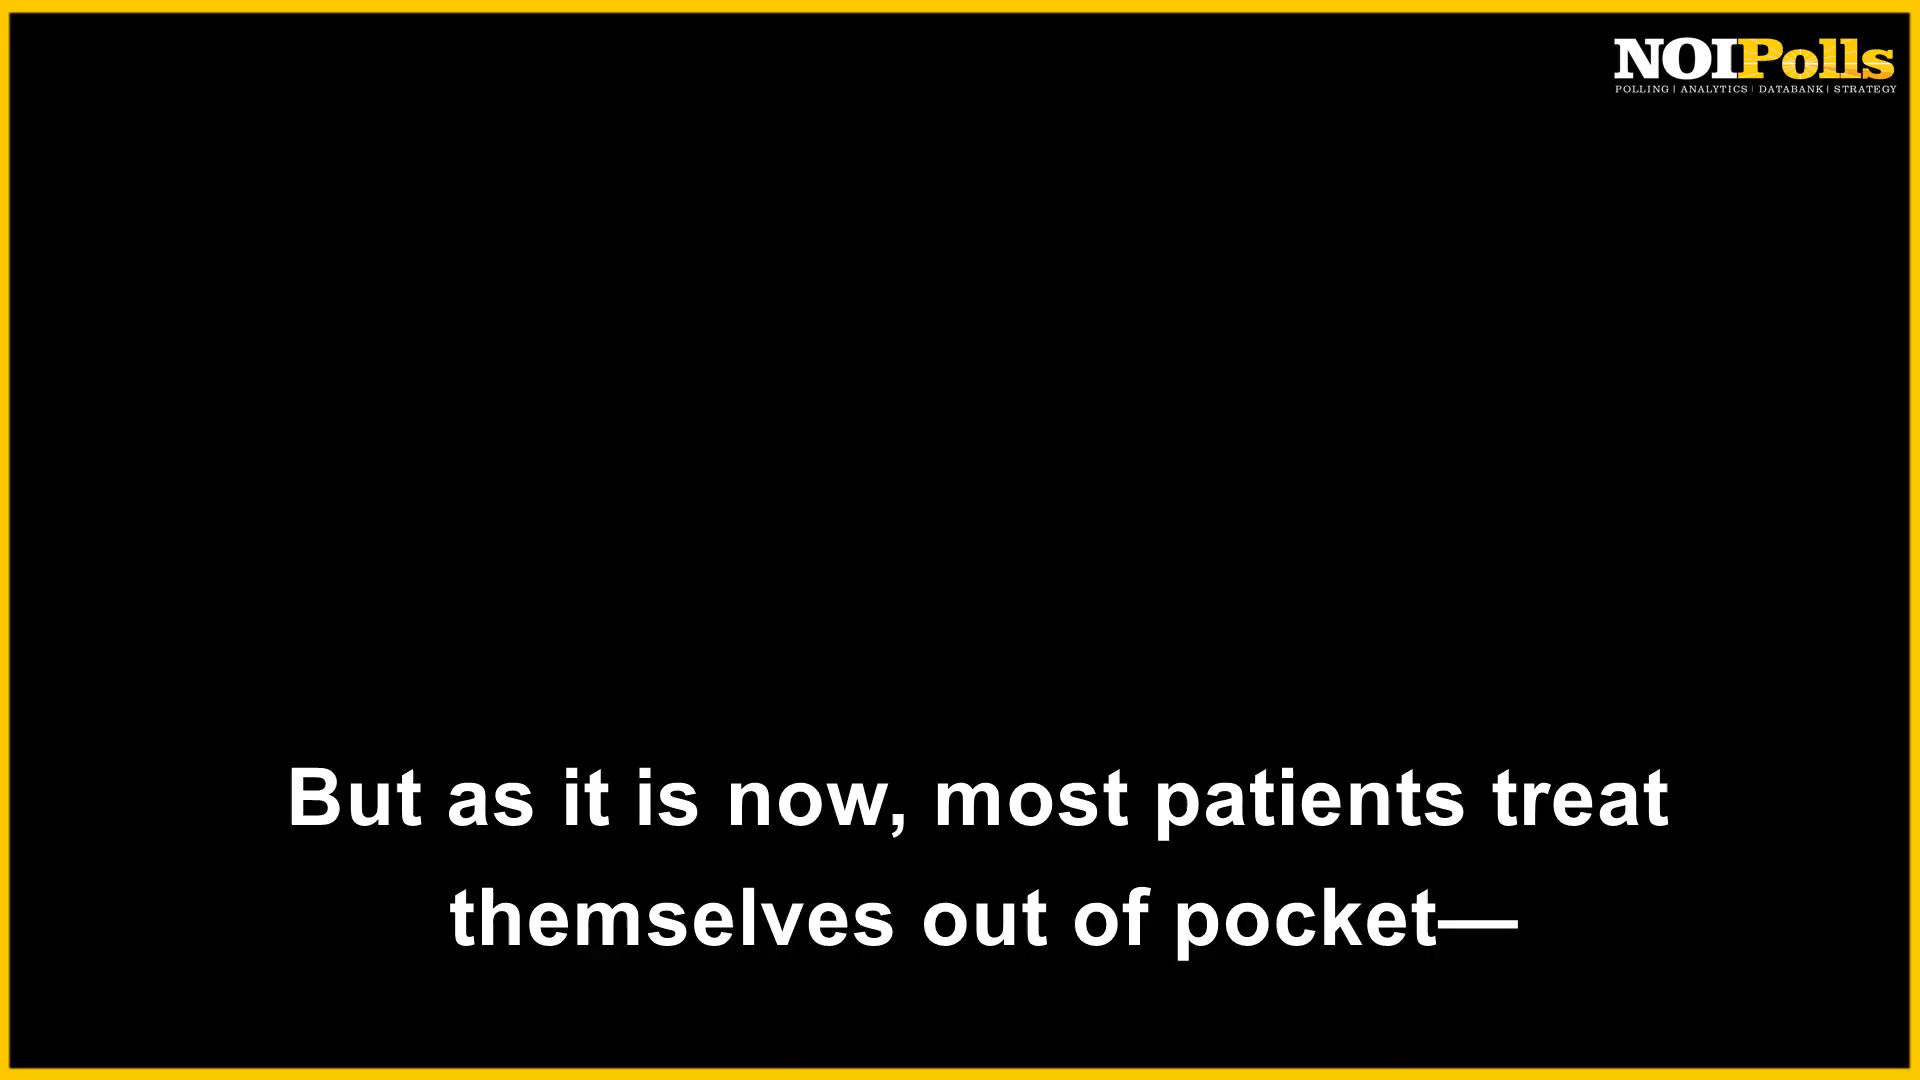 NOIPolls
POLLING | ANALYTICS | DATABANK | STRATEGY
But as it is now, most patients treat
themselves out of pocket—